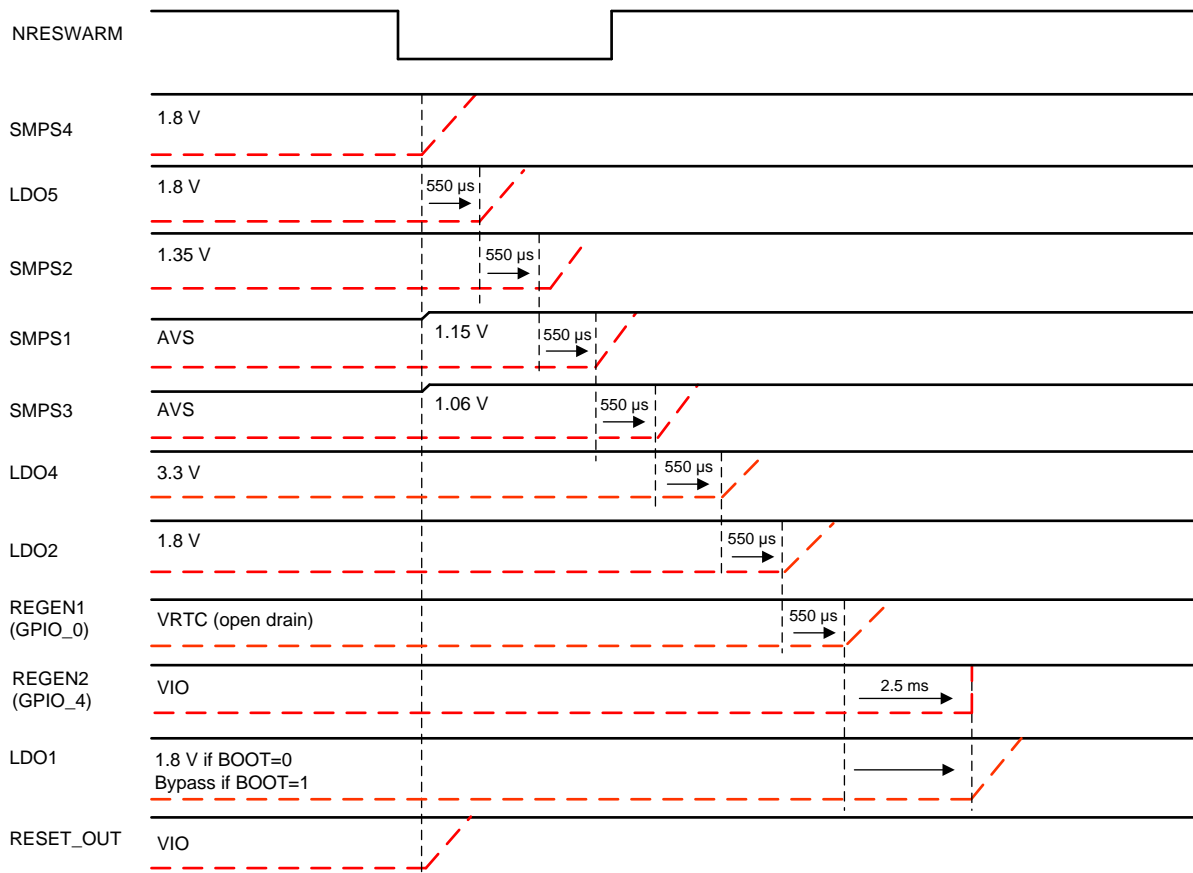 NRESWARM
SMPS4
1.8 V
LDO5
1.8 V
550 µs
SMPS2
1.35 V
550 µs
SMPS1
AVS
1.15 V
550 µs
SMPS3
AVS
1.06 V
550 µs
LDO4
3.3 V
550 µs
LDO2
1.8 V
550 µs
REGEN1
(GPIO_0)
VRTC (open drain)
550 µs
REGEN2
(GPIO_4)
VIO
2.5 ms
LDO1
1.8 V if BOOT=0
Bypass if BOOT=1
RESET_OUT
VIO